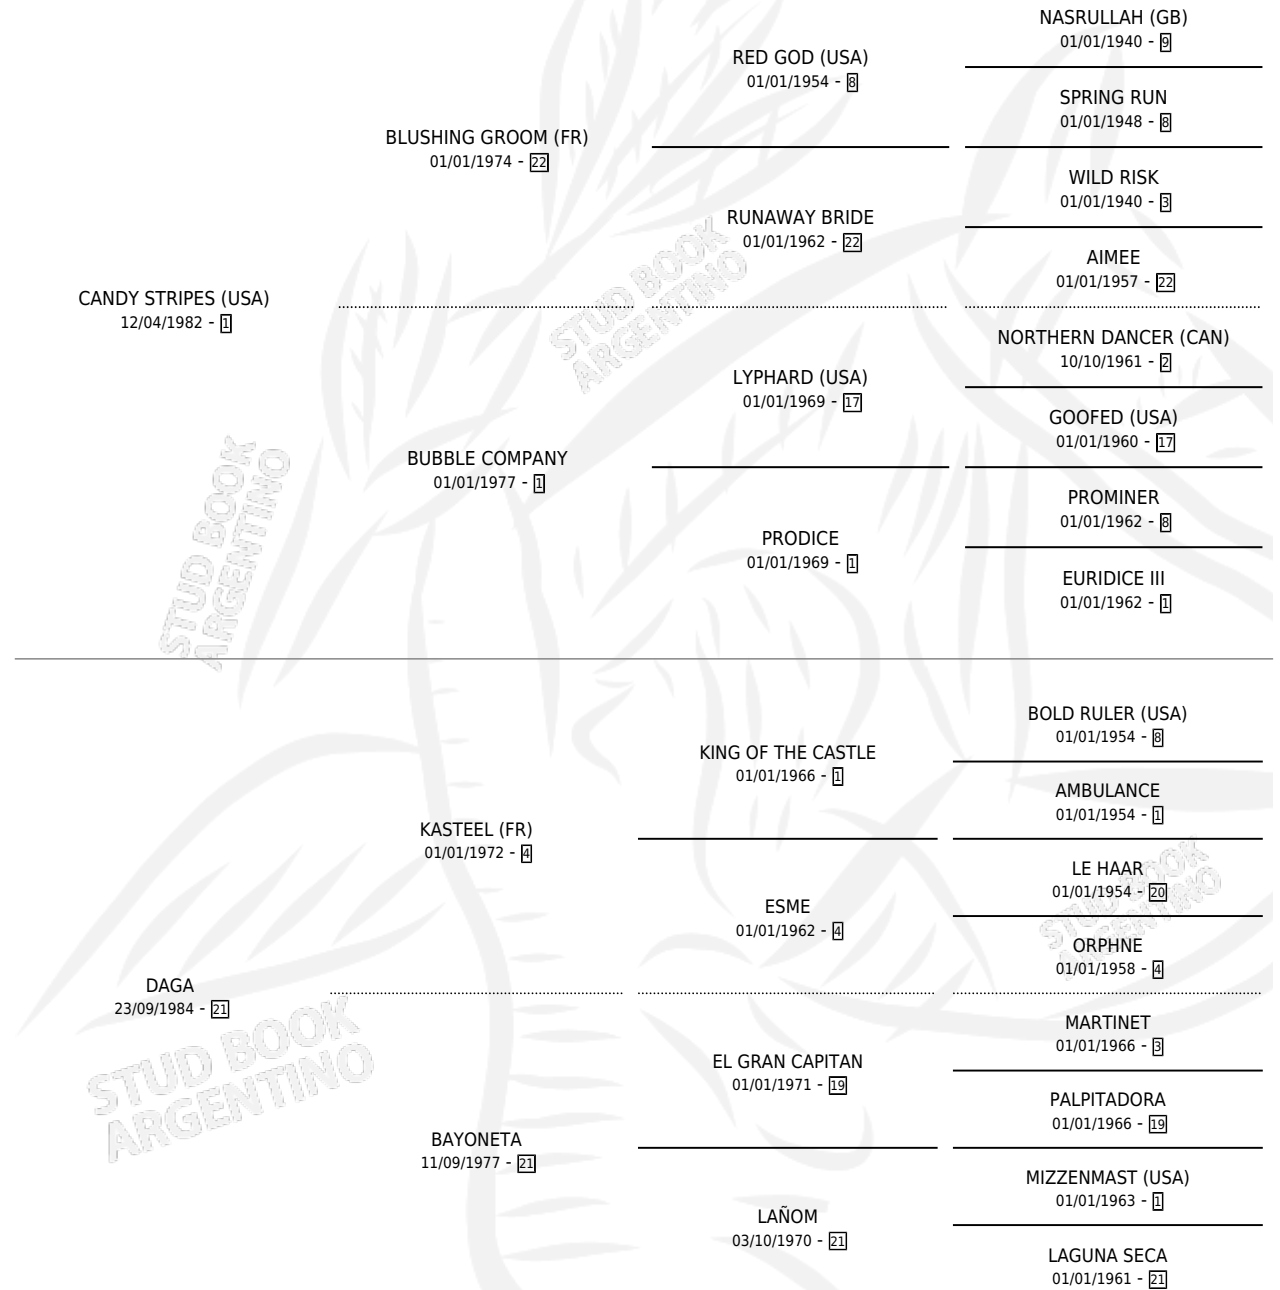 NASRULLAH (GB)
01/01/1940 - 9
RED GOD (USA)
01/01/1954 - 8
SPRING RUN
01/01/1948 - 8
BLUSHING GROOM (FR)
01/01/1974 - 22
WILD RISK
01/01/1940 - 3
RUNAWAY BRIDE
01/01/1962 - 22
AIMEE
01/01/1957 - 22
CANDY STRIPES (USA)
12/04/1982 - 1
NORTHERN DANCER (CAN)
10/10/1961 - 2
LYPHARD (USA)
01/01/1969 - 17
GOOFED (USA)
01/01/1960 - 17
BUBBLE COMPANY
01/01/1977 - 1
PROMINER
01/01/1962 - 8
PRODICE
01/01/1969 - 1
EURIDICE III
01/01/1962 - 1
BOLD RULER (USA)
01/01/1954 - 8
KING OF THE CASTLE
01/01/1966 - 1
AMBULANCE
01/01/1954 - 1
KASTEEL (FR)
01/01/1972 - 4
LE HAAR
01/01/1954 - 20
ESME
01/01/1962 - 4
ORPHNE
01/01/1958 - 4
DAGA
23/09/1984 - 21
MARTINET
01/01/1966 - 3
EL GRAN CAPITAN
01/01/1971 - 19
PALPITADORA
01/01/1966 - 19
BAYONETA
11/09/1977 - 21
MIZZENMAST (USA)
01/01/1963 - 1
LAÑOM
03/10/1970 - 21
LAGUNA SECA
01/01/1961 - 21
STUD BOOK
ARGENTINO
STUD BOOK
ARGENTINO
STUD BOOK
ARGENTINO
STUD BOOK
ARGENTINO